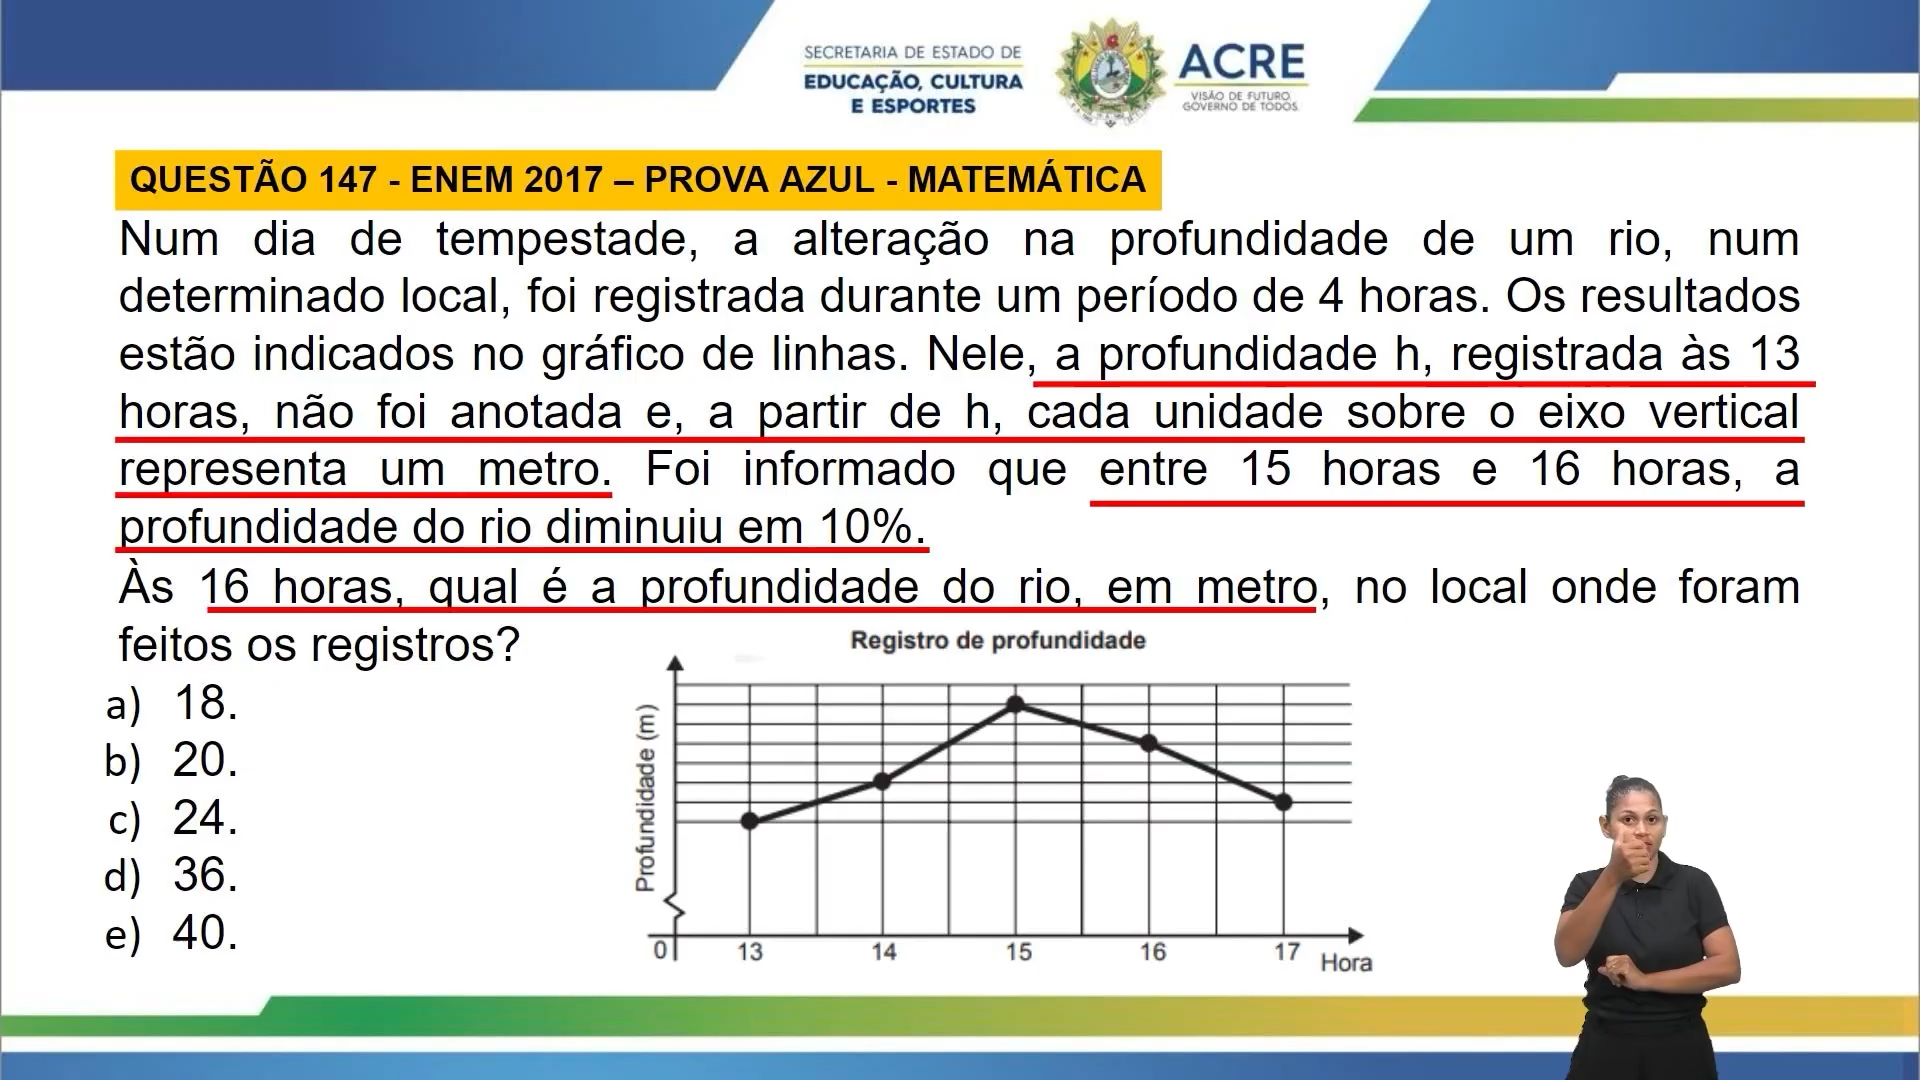 SECRETARIA DE ESTADO DE
EDUCAÇÃO, CULTURA
E ESPORTES
ACRE
VISÃO DE FUTURO,
GOVERNO DE TODOS
QUESTÃO 147 - ENEM 2017 – PROVA AZUL - MATEMÁTICA
Num dia de tempestade, a alteração na profundidade de um rio, num
determinado local, foi registrada durante um período de 4 horas. Os resultados
estão indicados no gráfico de linhas. Nele, a profundidade h, registrada às 13
horas, não foi anotada e, a partir de h, cada unidade sobre o eixo vertical
representa um metro. Foi informado que entre 15 horas e 16 horas, a
profundidade do rio diminuiu em 10%.
Às 16 horas, qual é a profundidade do rio, em metro, no local onde foram
feitos os registros?
a) 18.
b) 20.
c) 24.
d) 36.
e) 40.
Registro de profundidade
Profundidade (m)
0 13 14 15 16 17
Hora